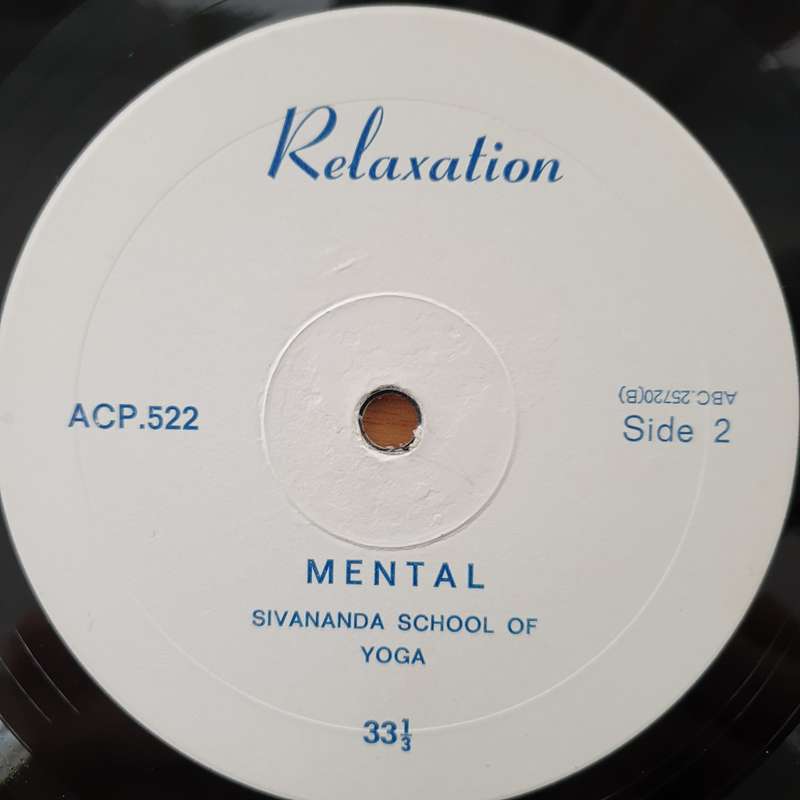 Relaxation
ACP.522
ABC.25720(B)
Side 2
MENTAL
SIVANANDA SCHOOL OF
YOGA
33⅓